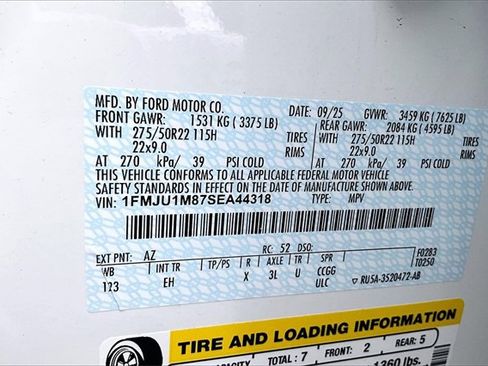 MFD. BY FORD MOTOR CO.
DATE: 09/25 GVWR: 3459 KG ( 7625 LB)
FRONT GAWR: 1531 KG ( 3375 LB) REAR GAWR: 2084 KG ( 4595 LB)
WITH 275/50R22 115H TIRES WITH 275/50R22 115H TIRES
22x9.0 RIMS 22x9.0 RIMS
AT 270 kPa/ 39 PSI COLD AT 270 kPa/ 39 PSI COLD
THIS VEHICLE CONFORMS TO ALL APPLICABLE FEDERAL MOTOR VEHICLE
SAFETY STANDARDS IN EFFECT ON DATE OF MANUFACTURE SHOWN ABOVE.
VIN: 1FMJU1M87SEA44318 TYPE: MPV
F0283
T0250
EXT PNT: AZ RC: 52 DSO:
WB INT TR TP/PS R AXLE TR SPR
123 EH X 3L U CCGG
ULC ▽ RU5A-3520472-AB
TIRE AND LOADING INFORMATION
TOTAL : 7 FRONT: 2 REAR: 5
1360 lbs.